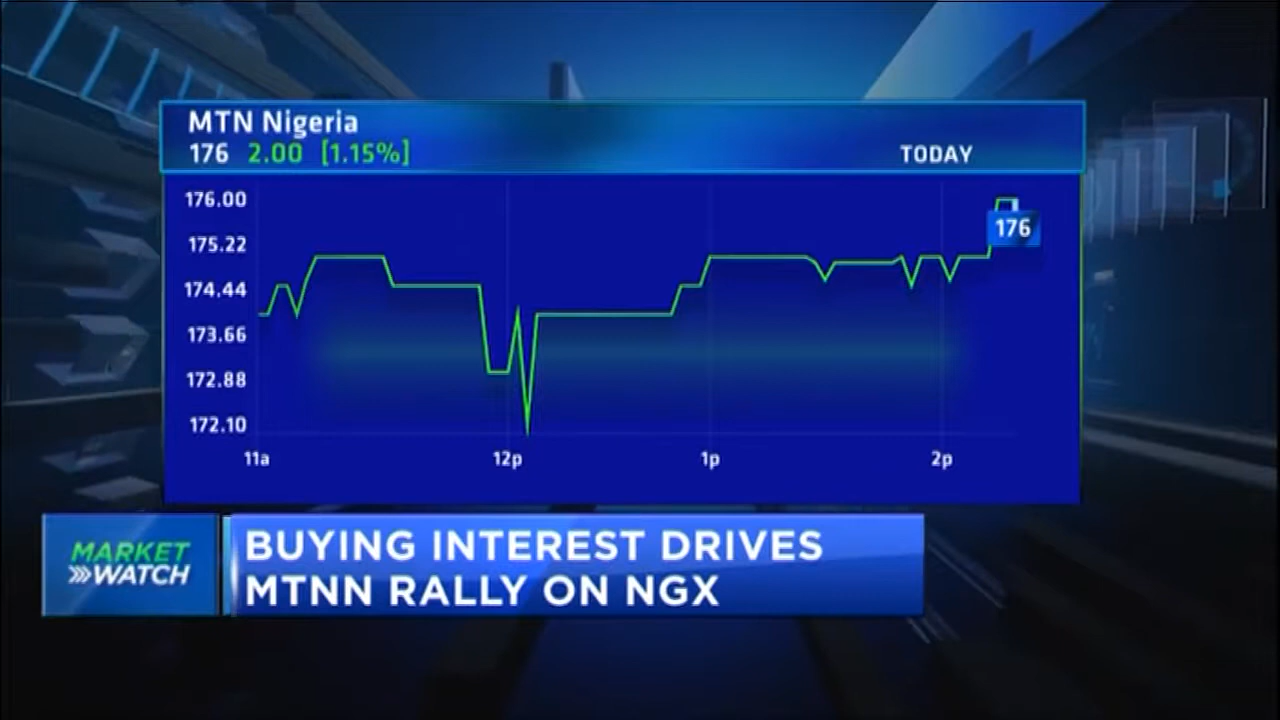 MTN Nigeria
176 2.00 [1.15%]
TODAY
176.00
175.22
174.44
173.66
172.88
172.10
176
11a 12p 1p 2p
MARKET
WATCH
BUYING INTEREST DRIVES
MTNN RALLY ON NGX